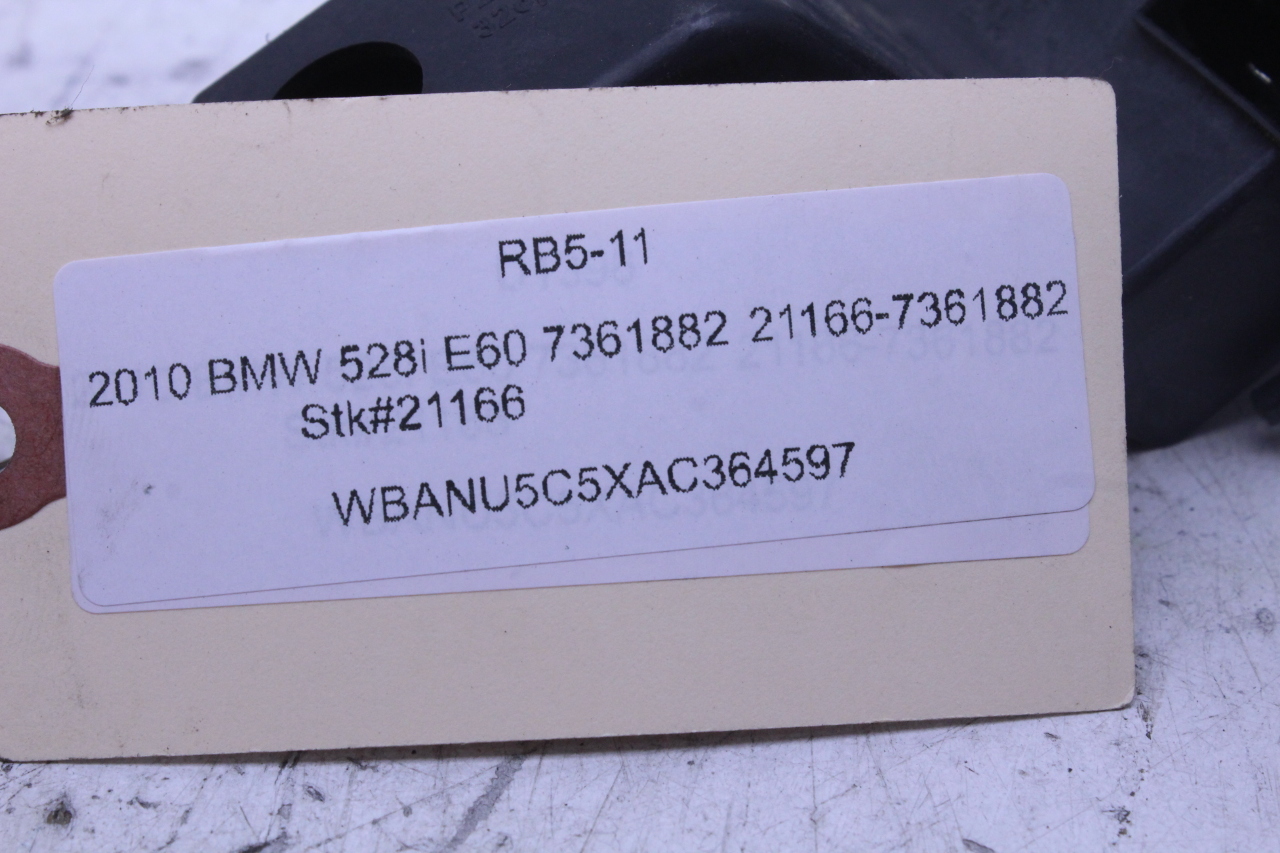 RB5-11
2010 BMW 528i E60 7361882 21166-7361882
Stk#21166
WBANU5C5XAC364597